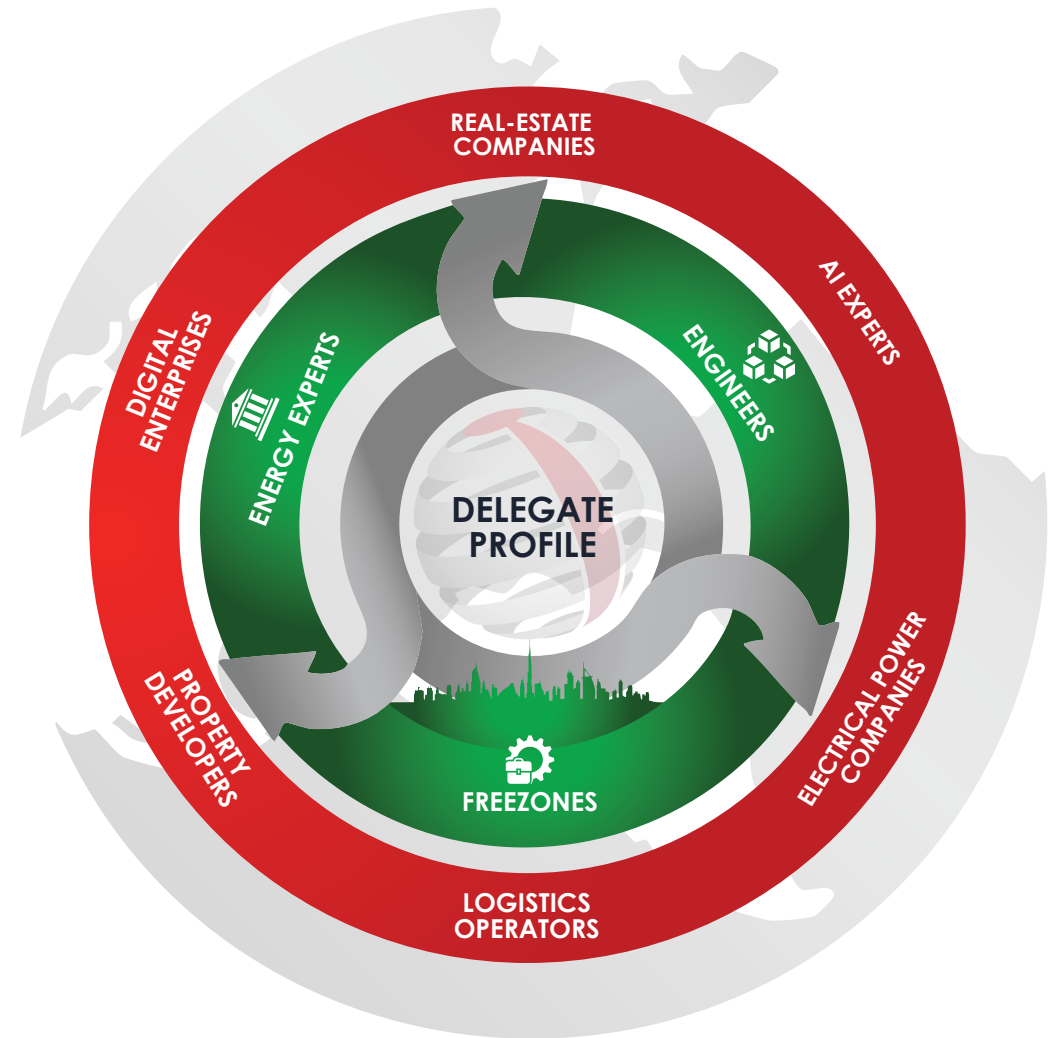 REAL-ESTATE
COMPANIES
AI EXPERTS
ELECTRICAL POWER
COMPANIES
LOGISTICS
OPERATORS
PROPERTY
DEVELOPERS
DIGITAL
ENTERPRISES
ENERGY EXPERTS
ENGINEERS
FREEZONES
DELEGATE
PROFILE